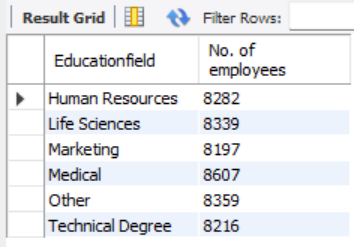 Result Grid Filter Rows:
Educationfield No. of employees
Human Resources 8282
Life Sciences 8339
Marketing 8197
Medical 8607
Other 8359
Technical Degree 8216